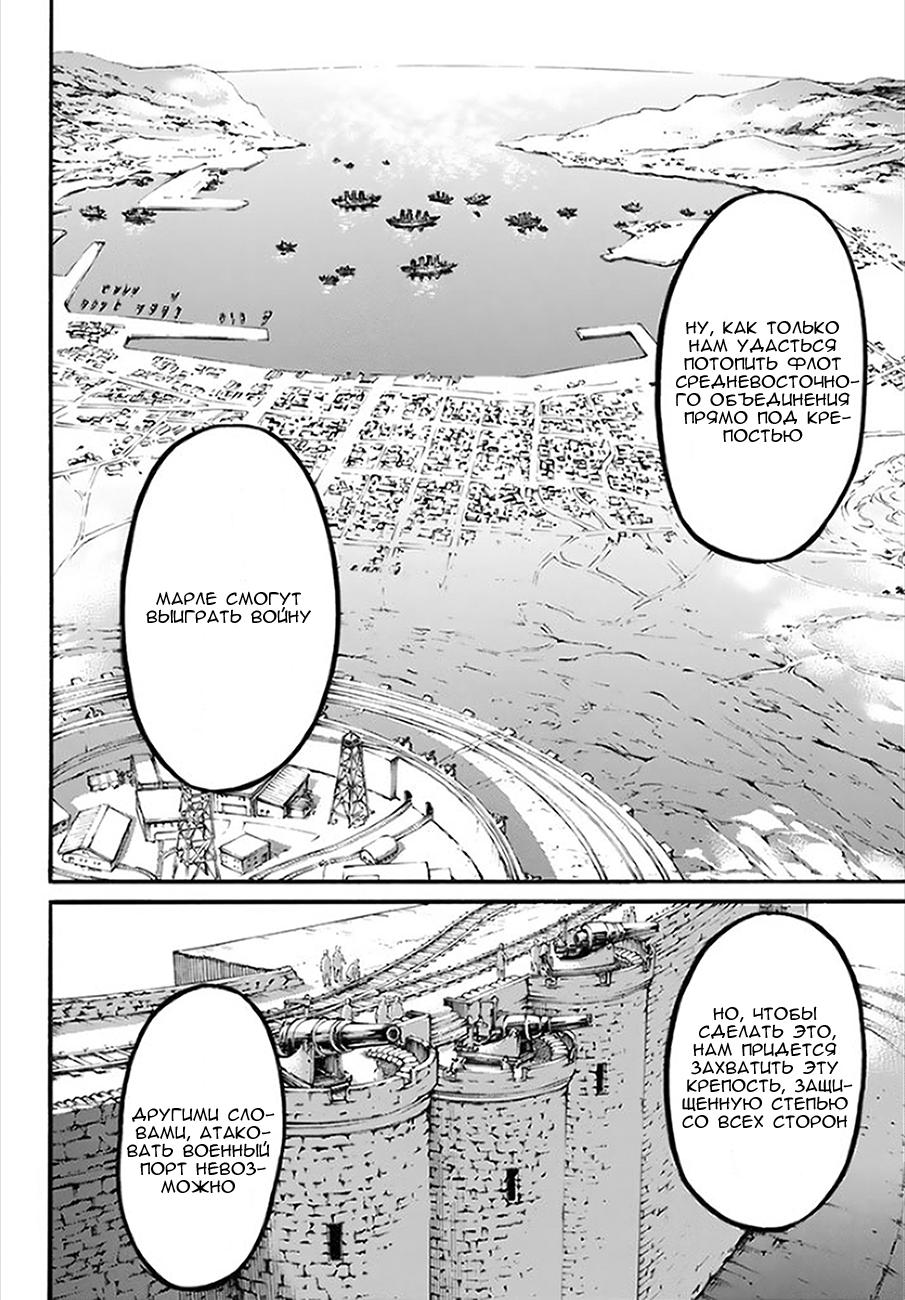 НУ, КАК ТОЛЬКО
НАМ УДАСТЬСЯ
ПОТОПИТЬ ФЛОТ
СРЕДНЕВОСТОЧНО-
ГО ОБЪЕДИНЕНИЯ
ПРЯМО ПОД КРЕ-
ПОСТЬЮ
МАРЛЕ СМОГУТ
ВЫИГРАТЬ ВОЙНУ
НО, ЧТОБЫ
СДЕЛАТЬ ЭТО,
НАМ ПРИДЕТСЯ
ЗАХВАТИТЬ ЭТУ
КРЕПОСТЬ, ЗАЩИ-
ЩЕННУЮ СТЕПЬЮ
СО ВСЕХ СТОРОН
ДРУГИМИ СЛО-
ВАМИ, АТАКО-
ВАТЬ ВОЕННЫЙ
ПОРТ НЕВОЗ-
МОЖНО